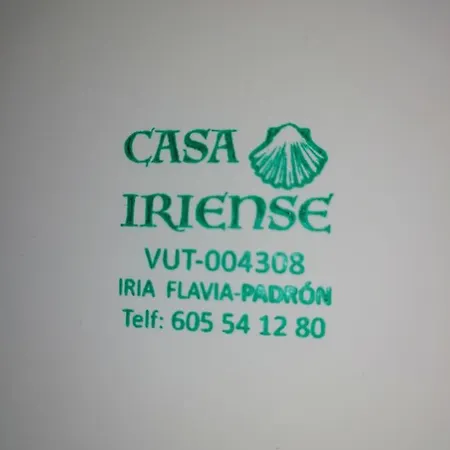 CASA
IRIENSE
VUT-004308
IRIA FLAVIA-PADRÓN
Telf: 605 54 12 80